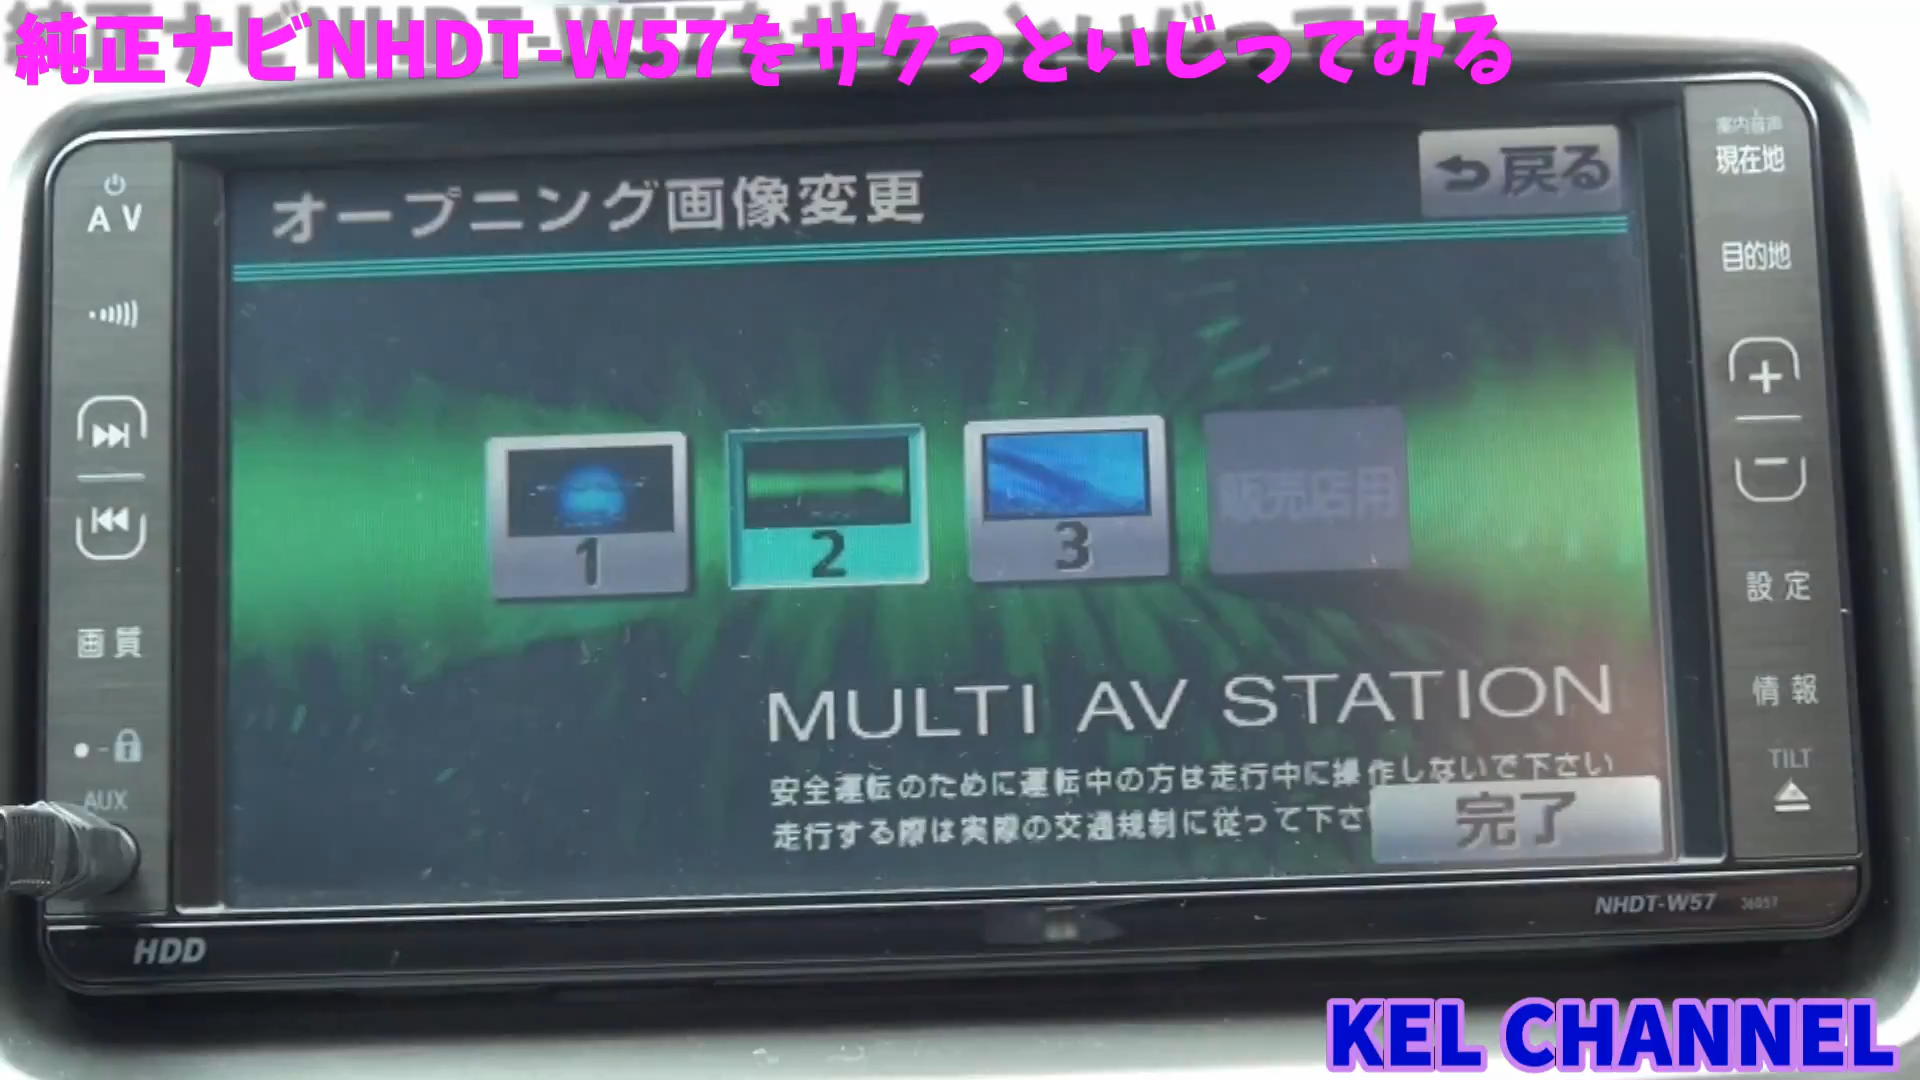 純正ナビNHDT-W57をサクっといじってみる
案内音声
現在地
AV
オープニング画像変更
戻る
目的地
1
2
3
販売店用
設定
画質
情報
MULTI AV STATION
TILT
AUX
安全運転のために運転中の方は走行中に操作しないで下さい
走行する際は実際の交通規制に従って下さ
完了
NHDT-W57 36057
HDD
KEL CHANNEL